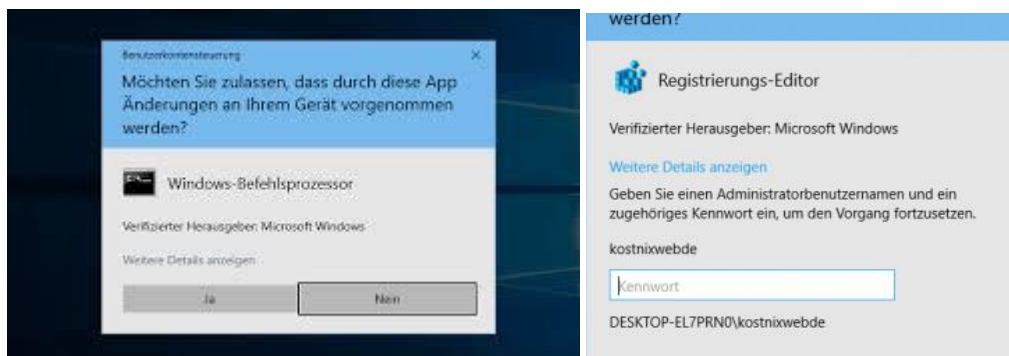 Benutzerkontensteuerung
Möchten Sie zulassen, dass durch diese App
Änderungen an Ihrem Gerät vorgenommen
werden?
Windows-Befehlsprozessor
Verifizierter Herausgeber: Microsoft Windows
Weitere Details anzeigen
Ja
Nein
werden?
Registrierungs-Editor
Verifizierter Herausgeber: Microsoft Windows
Weitere Details anzeigen
Geben Sie einen Administratorbenutzernamen und ein
zugehöriges Kennwort ein, um den Vorgang fortzusetzen.
kostnixwebde
Kennwort
DESKTOP-EL7PRN0\kostnixwebde